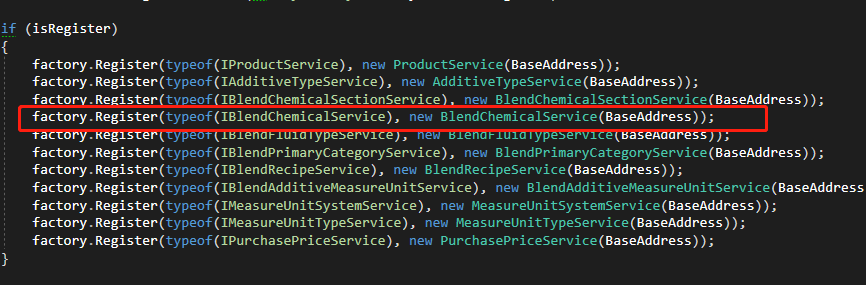 if (isRegister)
{
factory.Register(typeof(IProductService), new ProductService(BaseAddress));
factory.Register(typeof(IAdditiveTypeService), new AdditiveTypeService(BaseAddress));
factory.Register(typeof(IBlendChemicalSectionService), new BlendChemicalSectionService(BaseAddress));
factory.Register(typeof(IBlendChemicalService), new BlendChemicalService(BaseAddress));
factory.Register(typeof(IBlendFluidTypeService), new BlendFluidTypeService(BaseAddress));
factory.Register(typeof(IBlendPrimaryCategoryService), new BlendPrimaryCategoryService(BaseAddress));
factory.Register(typeof(IBlendRecipeService), new BlendRecipeService(BaseAddress));
factory.Register(typeof(IBlendAdditiveMeasureUnitService), new BlendAdditiveMeasureUnitService(BaseAddress
factory.Register(typeof(IMeasureUnitSystemService), new MeasureUnitSystemService(BaseAddress));
factory.Register(typeof(IMeasureUnitTypeService), new MeasureUnitTypeService(BaseAddress));
factory.Register(typeof(IPurchasePriceService), new PurchasePriceService(BaseAddress));
}